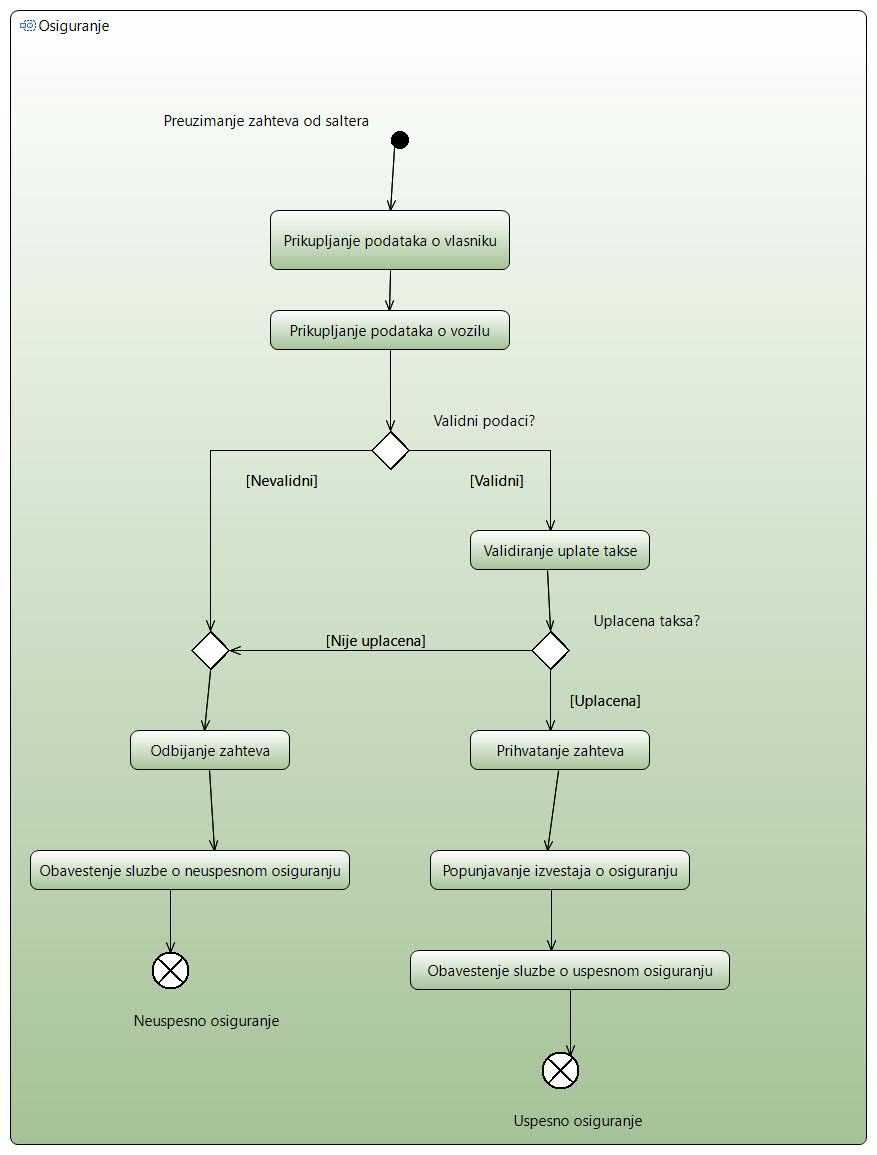 Osiguranje
Preuzimanje zahteva od saltera
Prikupljanje podataka o vlasniku
Prikupljanje podataka o vozilu
Validni podaci?
[Nevalidni]
[Validni]
Validiranje uplate takse
Uplacena taksa?
[Nije uplacena]
[Uplacena]
Odbijanje zahteva
Prihvatanje zahteva
Obavestenje sluzbe o neuspesnom osiguranju
Popunjavanje izvestaja o osiguranju
Obavestenje sluzbe o uspesnom osiguranju
Neuspesno osiguranje
Uspesno osiguranje